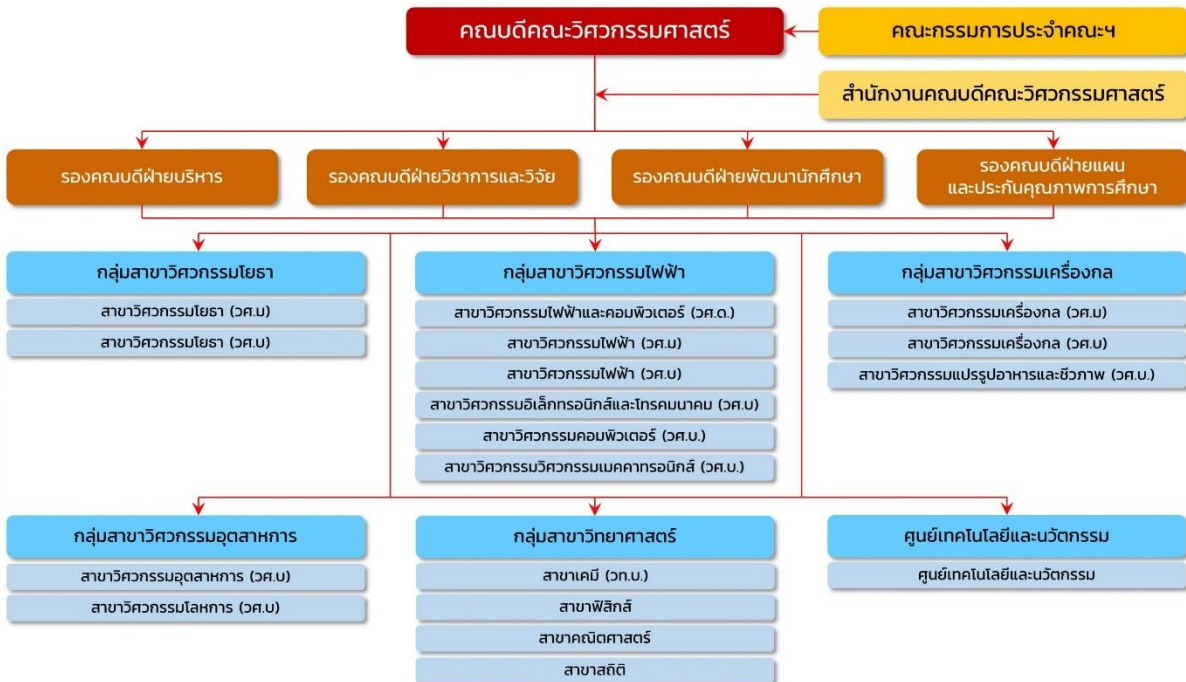 คณบดีคณะวิศวกรรมศาสตร์
คณะกรรมการประจำคณะฯ
สำนักงานคณบดีคณะวิศวกรรมศาสตร์
รองคณบดีฝ่ายบริหาร
รองคณบดีฝ่ายวิชาการและวิจัย
รองคณบดีฝ่ายพัฒนานักศึกษา
รองคณบดีฝ่ายแผน
และประกันคุณภาพการศึกษา
กลุ่มสาขาวิศวกรรมโยธา
สาขาวิศวกรรมโยธา (วศ.ม)
สาขาวิศวกรรมโยธา (วศ.บ)
กลุ่มสาขาวิศวกรรมไฟฟ้า
สาขาวิศวกรรมไฟฟ้าและคอมพิวเตอร์ (วศ.ด.)
สาขาวิศวกรรมไฟฟ้า (วศ.ม)
สาขาวิศวกรรมไฟฟ้า (วศ.บ)
สาขาวิศวกรรมอิเล็กทรอนิกส์และโทรคมนาคม (วศ.บ)
สาขาวิศวกรรมคอมพิวเตอร์ (วศ.บ.)
สาขาวิศวกรรมวิศวกรรมเมคคาทรอนิกส์ (วศ.บ.)
กลุ่มสาขาวิศวกรรมเครื่องกล
สาขาวิศวกรรมเครื่องกล (วศ.ม)
สาขาวิศวกรรมเครื่องกล (วศ.บ)
สาขาวิศวกรรมแปรรูปอาหารและชีวภาพ (วศ.บ.)
กลุ่มสาขาวิศวกรรมอุตสาหการ
สาขาวิศวกรรมอุตสาหการ (วศ.บ)
สาขาวิศวกรรมโลหการ (วศ.บ)
กลุ่มสาขาวิทยาศาสตร์
สาขาเคมี (วท.บ.)
สาขาฟิสิกส์
สาขาคณิตศาสตร์
สาขาสถิติ
ศูนย์เทคโนโลยีและนวัตกรรม
ศูนย์เทคโนโลยีและนวัตกรรม